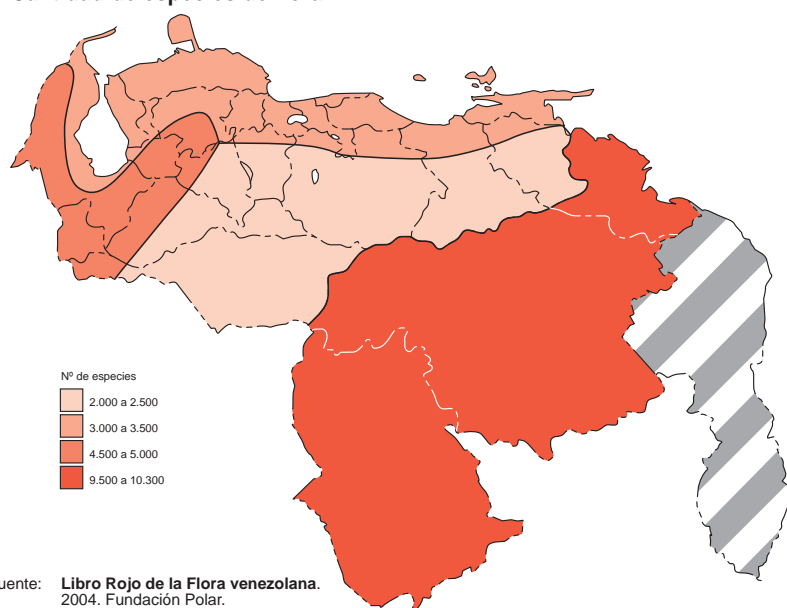 Nº de especies
2.000 a 2.500
3.000 a 3.500
4.500 a 5.000
9.500 a 10.300
uente: Libro Rojo de la Flora venezolana.
2004. Fundación Polar.